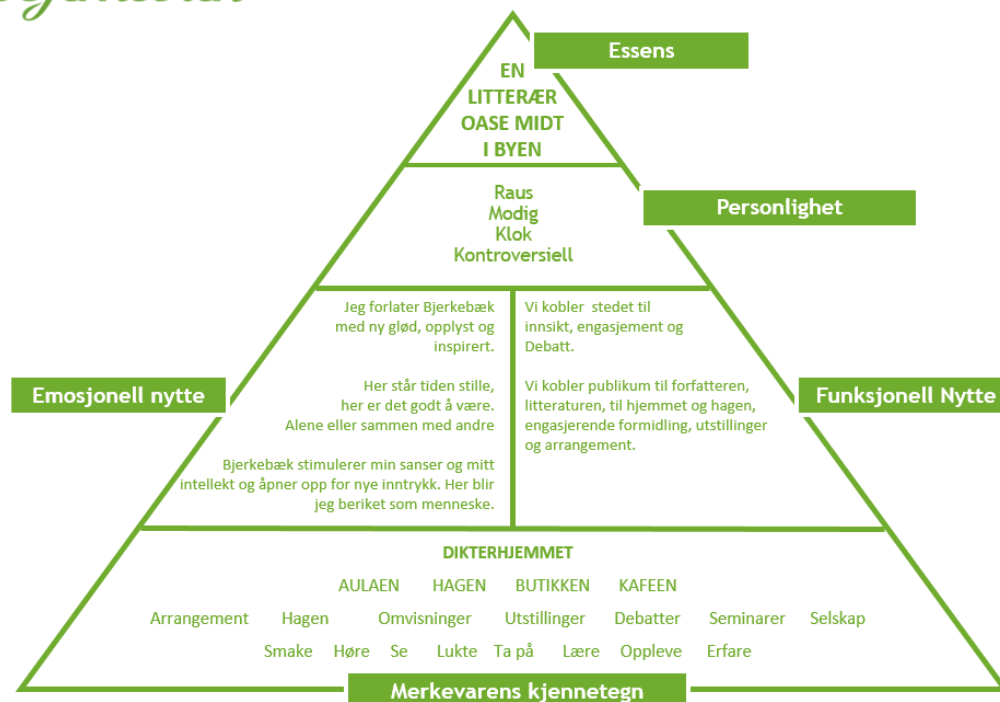 Essens
EN
LITTERÆR
OASE MIDT
I BYEN
Raus
Modig
Klok
Kontroversiell
Personlighet
Emosjonell nytte
Jeg forlater Bjerkebæk
med ny glød, opplyst og
inspirert.
Her står tiden stille,
her er det godt å være.
Alene eller sammen med andre
Bjerkebæk stimulerer min sanser og mitt
intellekt og åpner opp for nye inntrykk. Her blir
jeg beriket som menneske.
Vi kobler stedet til
innsikt, engasjement og
Debatt.
Vi kobler publikum til forfatteren,
litteraturen, til hjemmet og hagen,
engasjerende formidling, utstillinger
og arrangement.
Funksjonell Nytte
DIKTERHJEMMET
AULAEN HAGEN BUTIKKEN KAFEEN
Arrangement Hagen Omvisninger Utstillinger Debatter Seminarer Selskap
Smake Høre Se Lukte Ta på Lære Oppleve Erfare
Merkevarens kjennetegn